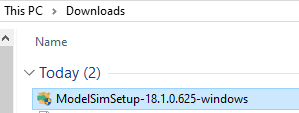 This PC > Downloads
Name
Today (2)
ModelSimSetup-18.1.0.625-windows